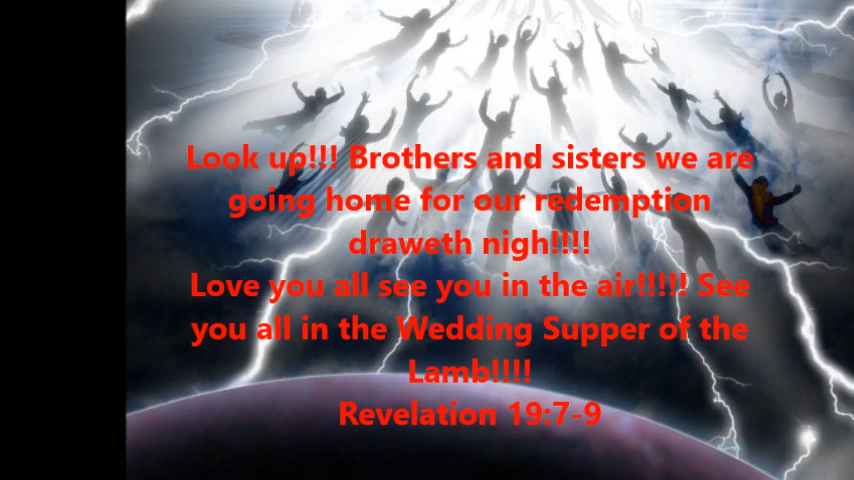 Look up!!! Brothers and sisters we are
going home for our redemption
draweth nigh!!!!
Love you all see you in the air!!!!! See
you all in the Wedding Supper of the
Lamb!!!!
Revelation 19:7-9